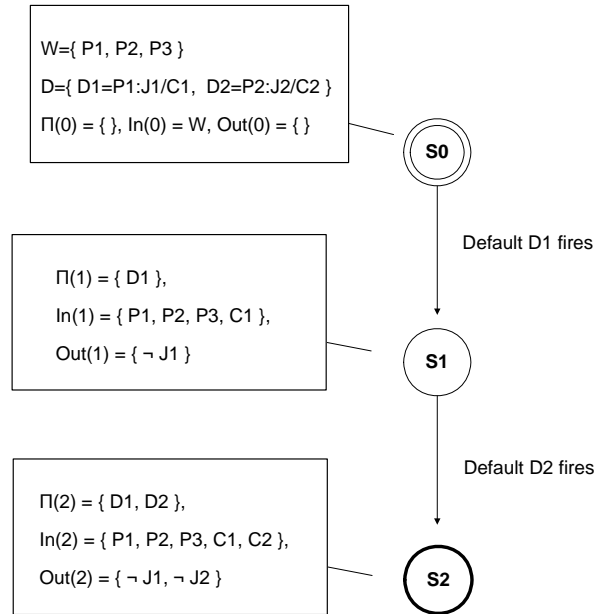 W={ P1, P2, P3 }
D={ D1=P1:J1/C1, D2=P2:J2/C2 }
Π(0) = { }, In(0) = W, Out(0) = { }
S0
Default D1 fires
Π(1) = { D1 },
In(1) = { P1, P2, P3, C1 },
Out(1) = { ¬ J1 }
S1
Default D2 fires
Π(2) = { D1, D2 },
In(2) = { P1, P2, P3, C1, C2 },
Out(2) = { ¬ J1, ¬ J2 }
S2